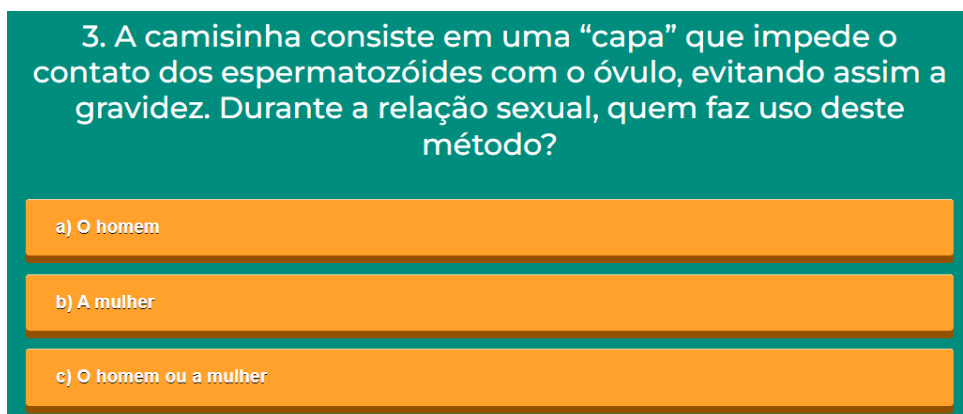 3. A camisinha consiste em uma “capa” que impede o
contato dos espermatozóides com o óvulo, evitando assim a
gravidez. Durante a relação sexual, quem faz uso deste
método?
a) O homem
b) A mulher
c) O homem ou a mulher